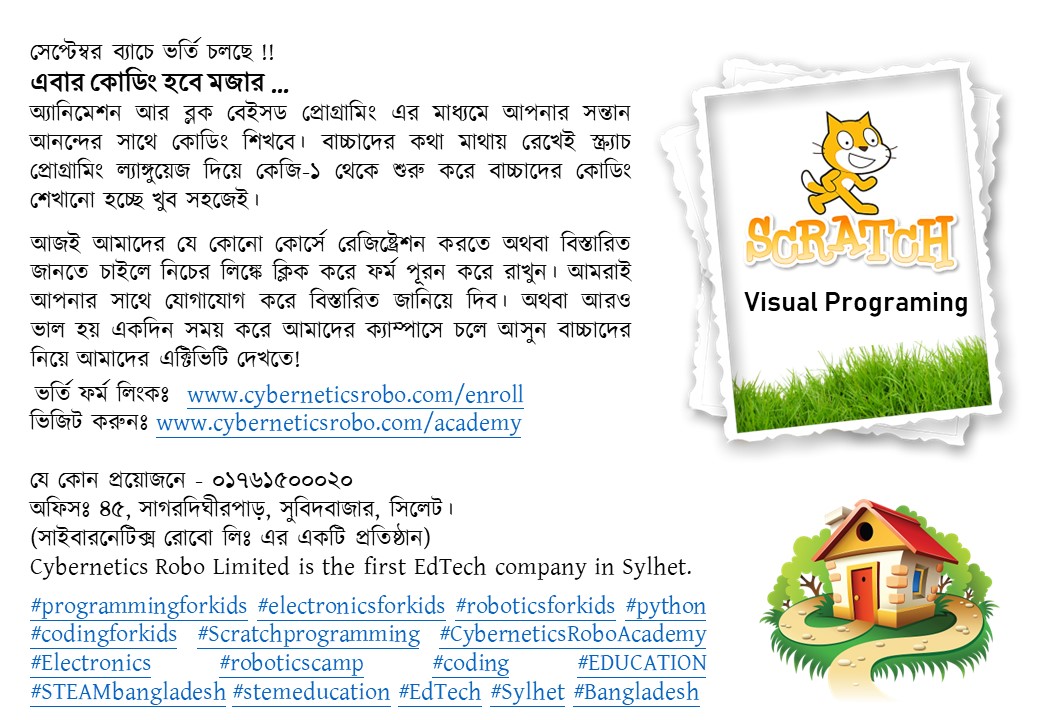 সেপ্টেম্বর ব্যাচে ভর্তি চলছে !!
এবার কোডিং হবে মজার ...
অ্যানিমেশন আর ব্লক বেইসড প্রোগ্রামিং এর মাধ্যমে আপনার সন্তান
আনন্দের সাথে কোডিং শিখবে। বাচ্চাদের কথা মাথায় রেখেই স্ক্র্যাচ
প্রোগ্রামিং ল্যাঙ্গুয়েজ দিয়ে কেজি-১ থেকে শুরু করে বাচ্চাদের কোডিং
শেখানো হচ্ছে খুব সহজেই।
আজই আমাদের যে কোনো কোর্সে রেজিষ্ট্রেশন করতে অথবা বিস্তারিত
জানতে চাইলে নিচের লিঙ্কে ক্লিক করে ফর্ম পূরন করে রাখুন। আমরাই
আপনার সাথে যোগাযোগ করে বিস্তারিত জানিয়ে দিব। অথবা আরও
ভাল হয় একদিন সময় করে আমাদের ক্যাম্পাসে চলে আসুন বাচ্চাদের
নিয়ে আমাদের এক্টিভিটি দেখতে!
ভর্তি ফর্ম লিংকঃ www.cyberneticsrobo.com/enroll
ভিজিট করুনঃ www.cyberneticsrobo.com/academy
যে কোন প্রয়োজনে - ০১৭৬১৫০০০২০
অফিসঃ ৪৫, সাগরদিঘীরপাড়, সুবিদবাজার, সিলেট।
(সাইবারনেটিক্স রোবো লিঃ এর একটি প্রতিষ্ঠান)
Cybernetics Robo Limited is the first EdTech company in Sylhet.
#programmingforkids #electronicsforkids #roboticsforkids #python
#codingforkids #Scratchprogramming #CyberneticsRoboAcademy
#Electronics #roboticscamp #coding #EDUCATION
#STEAMbangladesh #stemeducation #EdTech #Sylhet #Bangladesh
SCRATCH
Visual Programing